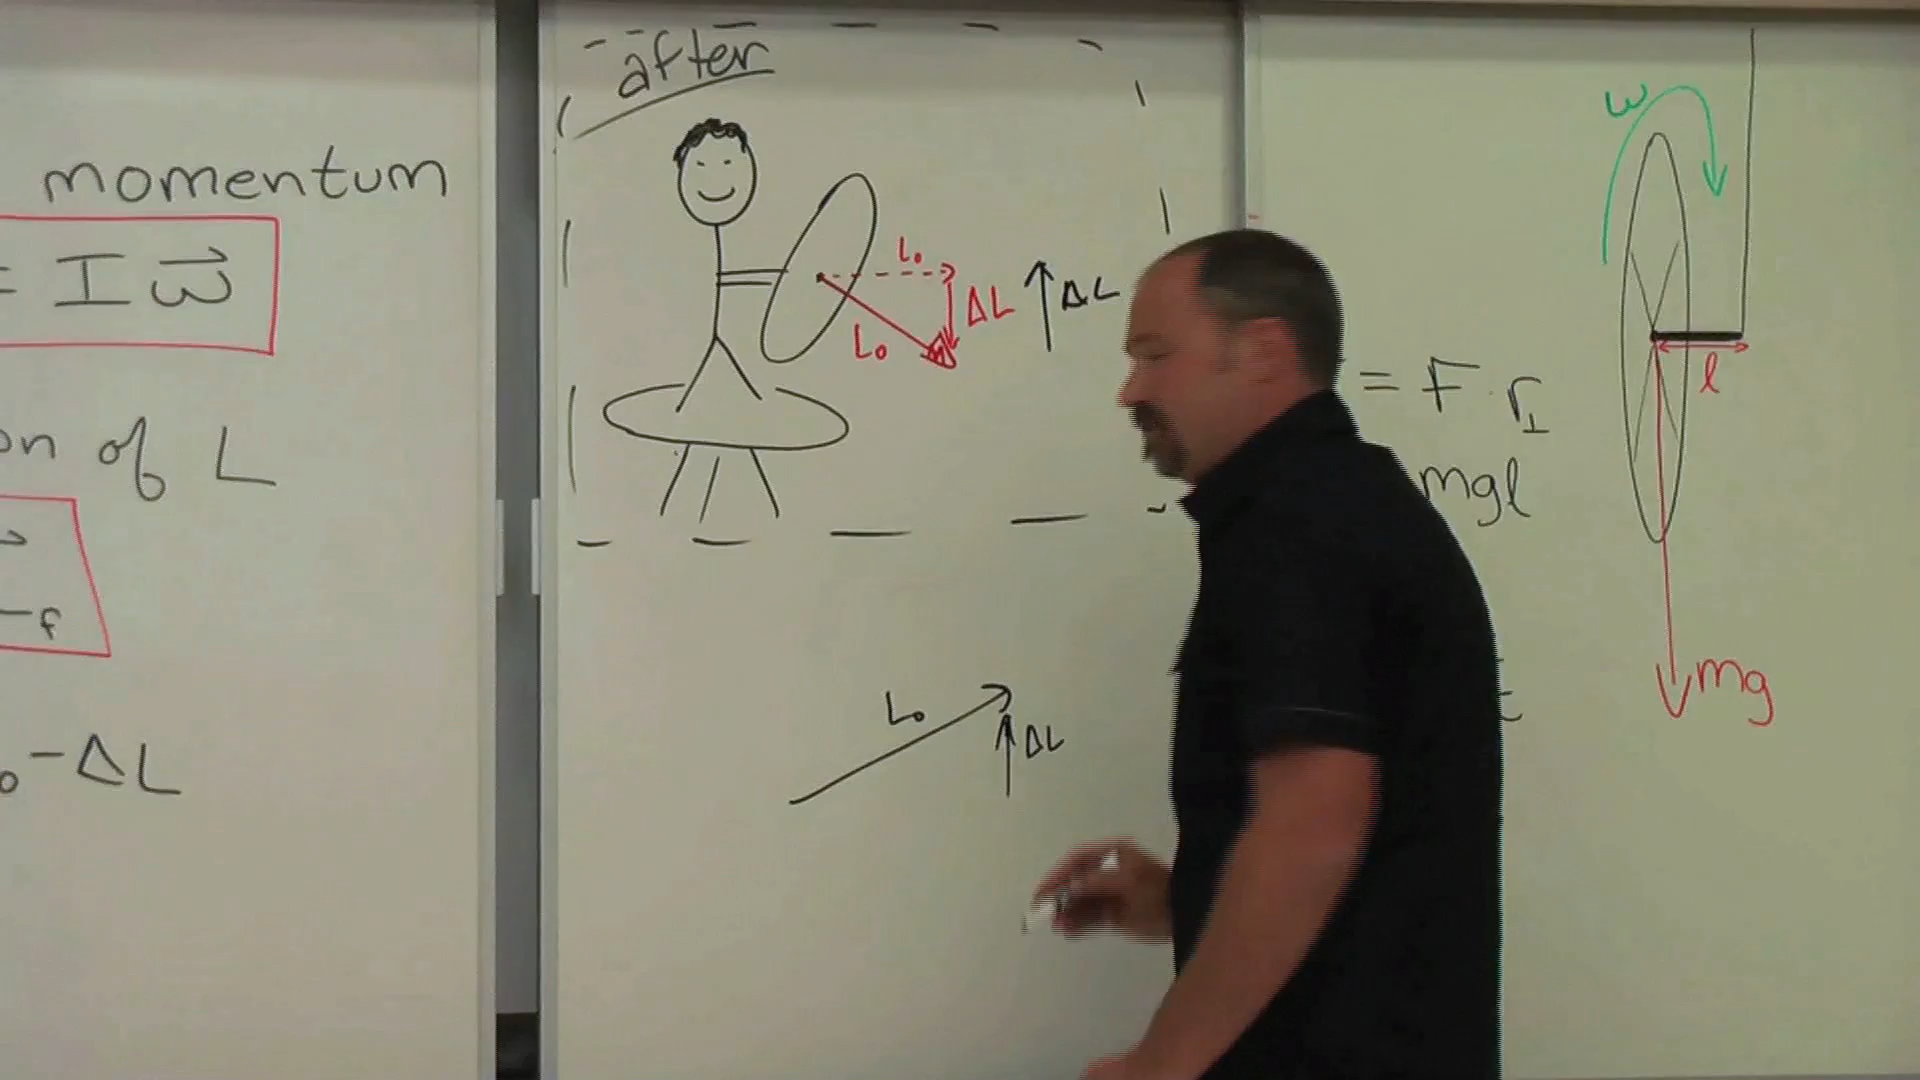 momentum
= I ω⃗
on of L
-f
o - ΔL
after
L₀
ΔL
L₀
ΔL
L₀
ΔL
= F · r⊥
mgl
ω
l
mg